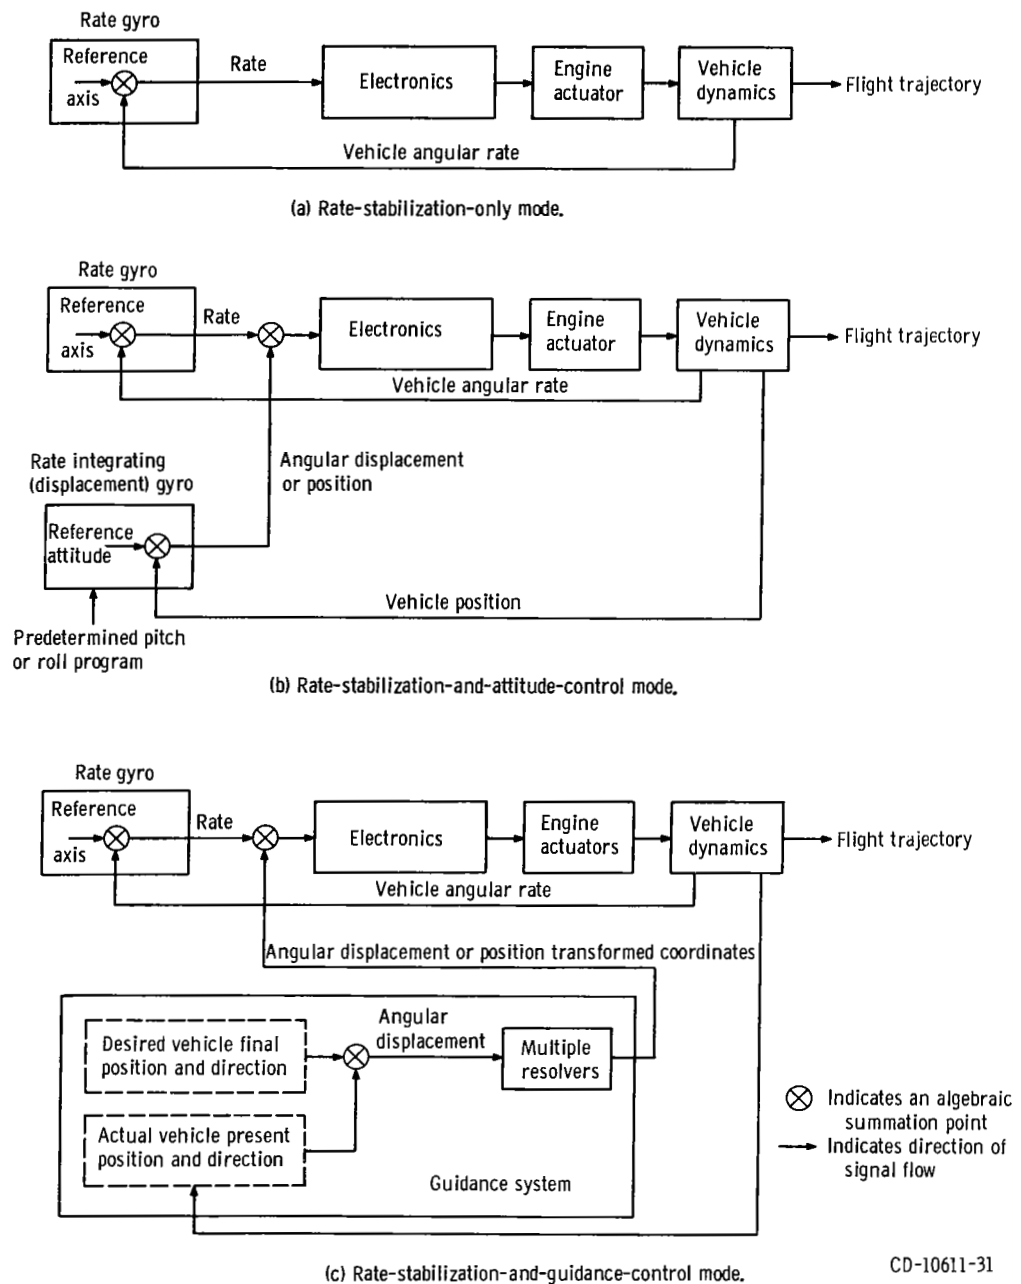 Rate gyro
Reference
axis
Rate
Electronics
Engine
actuator
Vehicle
dynamics
Flight trajectory
Vehicle angular rate
(a) Rate-stabilization-only mode.
Rate gyro
Reference
axis
Rate
Electronics
Engine
actuator
Vehicle
dynamics
Flight trajectory
Vehicle angular rate
Rate integrating
(displacement) gyro
Angular displacement
or position
Reference
attitude
Vehicle position
Predetermined pitch
or roll program
(b) Rate-stabilization-and-attitude-control mode.
Rate gyro
Reference
axis
Rate
Electronics
Engine
actuators
Vehicle
dynamics
Flight trajectory
Vehicle angular rate
Angular displacement or position transformed coordinates
Desired vehicle final
position and direction
Angular
displacement
Multiple
resolvers
Actual vehicle present
position and direction
Guidance system
Indicates an algebraic
summation point
Indicates direction of
signal flow
(c) Rate-stabilization-and-guidance-control mode.
CD-10611-31